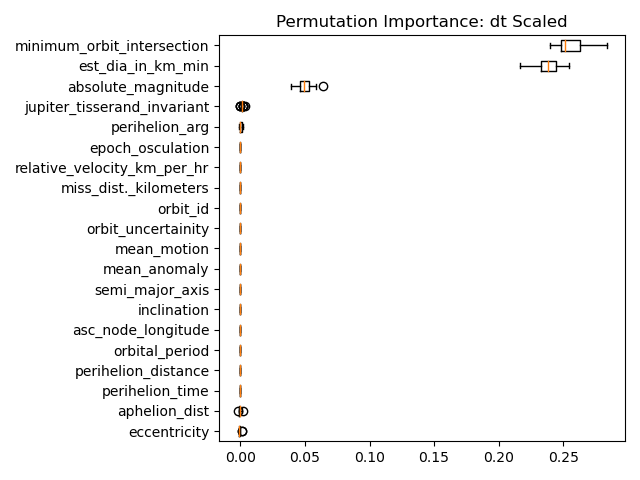 Permutation Importance: dt Scaled
minimum_orbit_intersection
est_dia_in_km_min
absolute_magnitude
jupiter_tisserand_invariant
perihelion_arg
epoch_osculation
relative_velocity_km_per_hr
miss_dist._kilometers
orbit_id
orbit_uncertainity
mean_motion
mean_anomaly
semi_major_axis
inclination
asc_node_longitude
orbital_period
perihelion_distance
perihelion_time
aphelion_dist
eccentricity
0.00 0.05 0.10 0.15 0.20 0.25